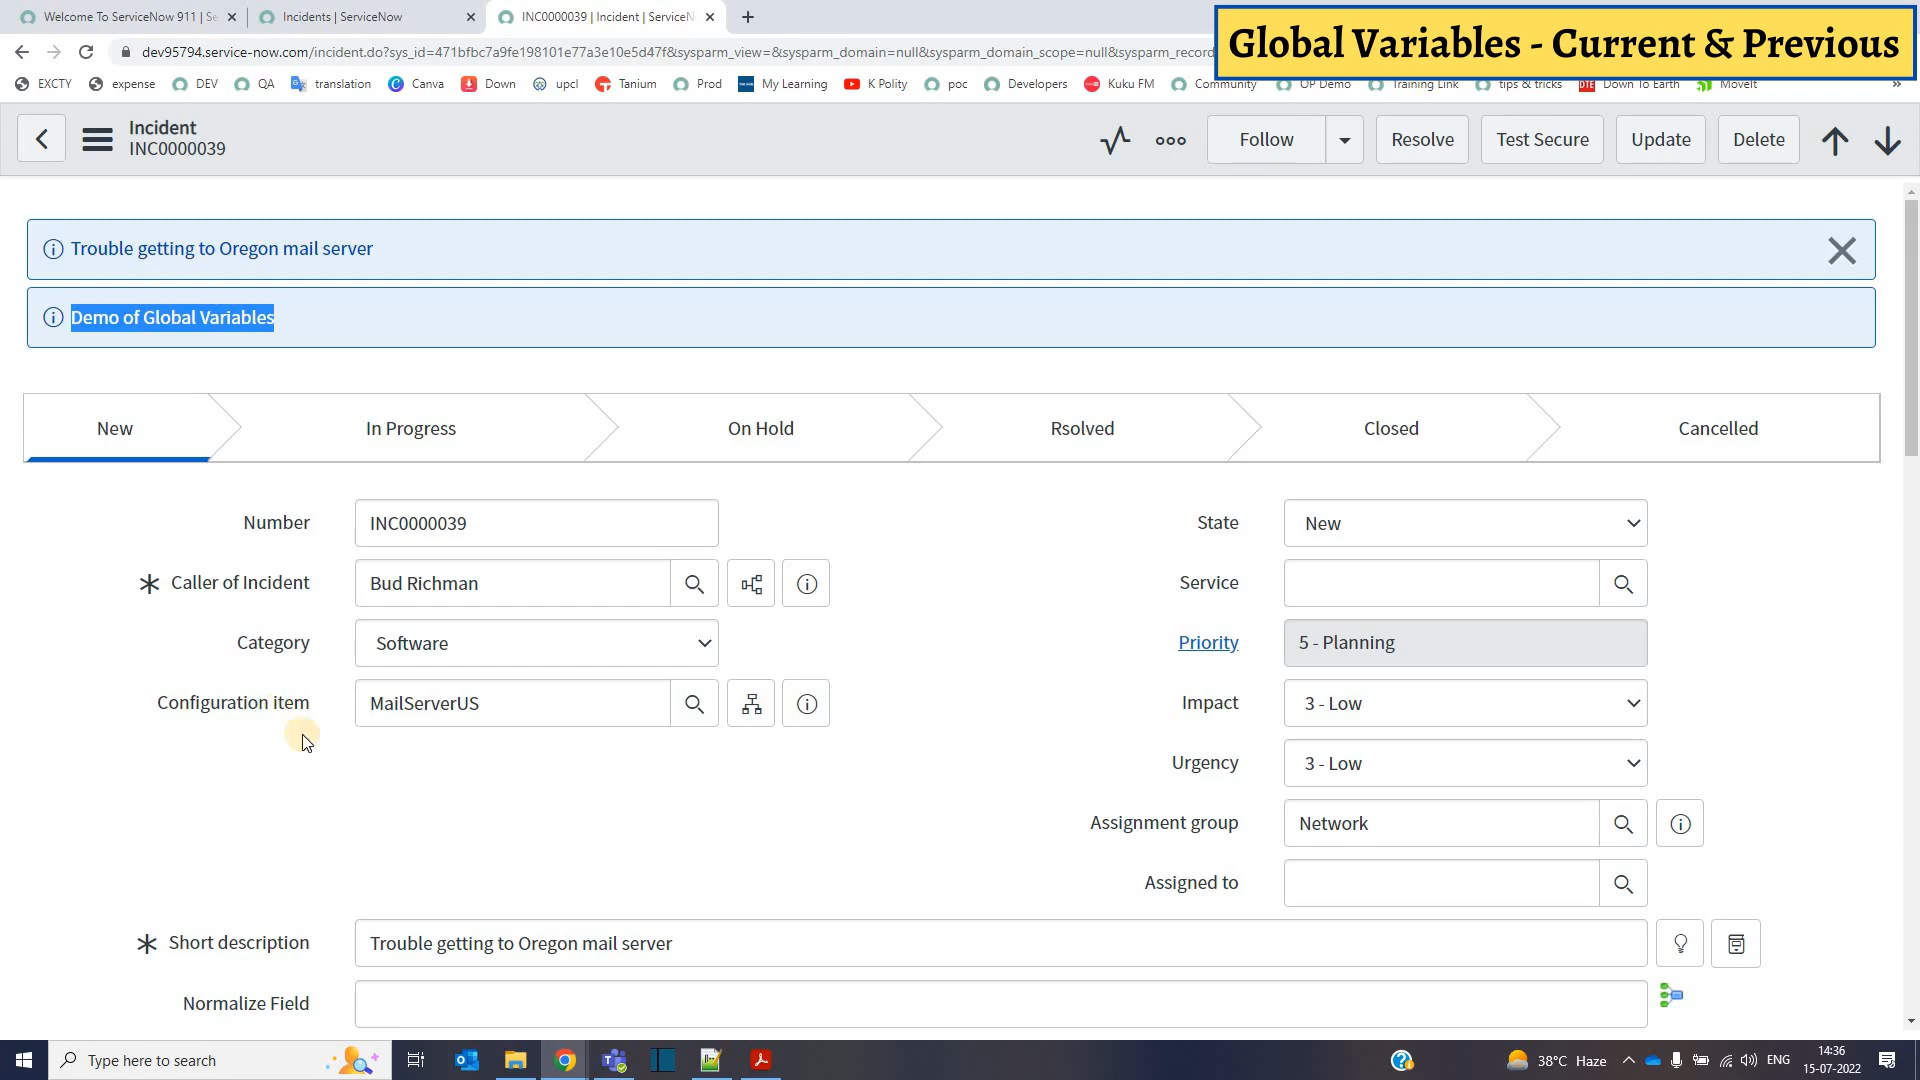 Welcome To ServiceNow 911 | Se
Incidents | ServiceNow
INC0000039 | Incident | ServiceN
Global Variables - Current & Previous
dev95794.service-now.com/incident.do?sys_id=471bfbc7a9fe198101e77a3e10e5d47f&sysparm_view=&sysparm_domain=null&sysparm_domain_scope=null&sysparm_record
EXCTY expense DEV QA translation Canva Down upcl Tanium Prod My Learning K Polity poc Developers Kuku FM Community OP Demo Training Link tips & tricks DTE Down To Earth MoveIt »
Incident
INC0000039
Follow Resolve Test Secure Update Delete
Trouble getting to Oregon mail server
Demo of Global Variables
New In Progress On Hold Rsolved Closed Cancelled
Number INC0000039 State New
Caller of Incident Bud Richman Service
Category Software Priority 5 - Planning
Configuration item MailServerUS Impact 3 - Low
Urgency 3 - Low
Assignment group Network
Assigned to
Short description Trouble getting to Oregon mail server
Normalize Field
Type here to search
38°C Haze
ENG
14:36
15-07-2022